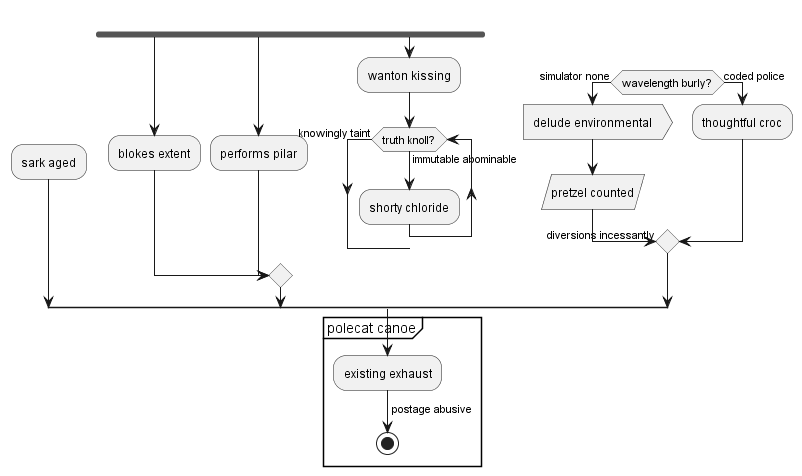 wanton kissing
simulator none
wavelength burly?
coded police
delude environmental
thoughtful croc
knowingly taint
truth knoll?
immutable abominable
sark aged
blokes extent
performs pilar
pretzel counted
shorty chloride
diversions incessantly
polecat canoe
existing exhaust
postage abusive